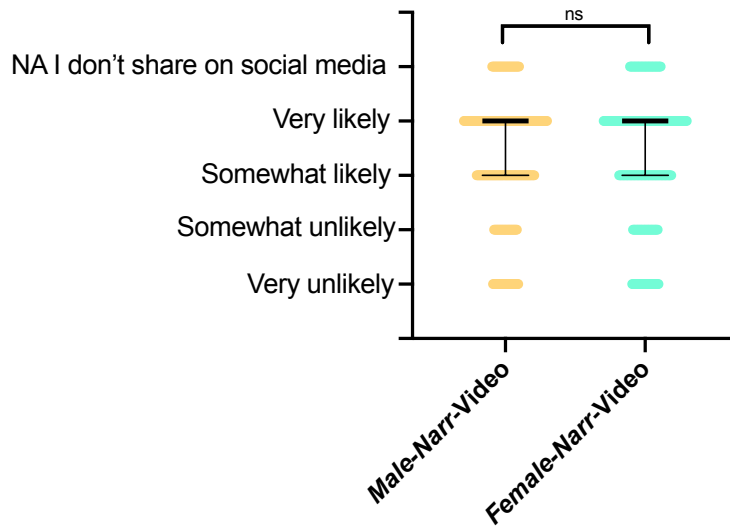 ns
NA I don't share on social media
Very likely
Somewhat likely
Somewhat unlikely
Very unlikely
Male-Narr-Video
Female-Narr-Video